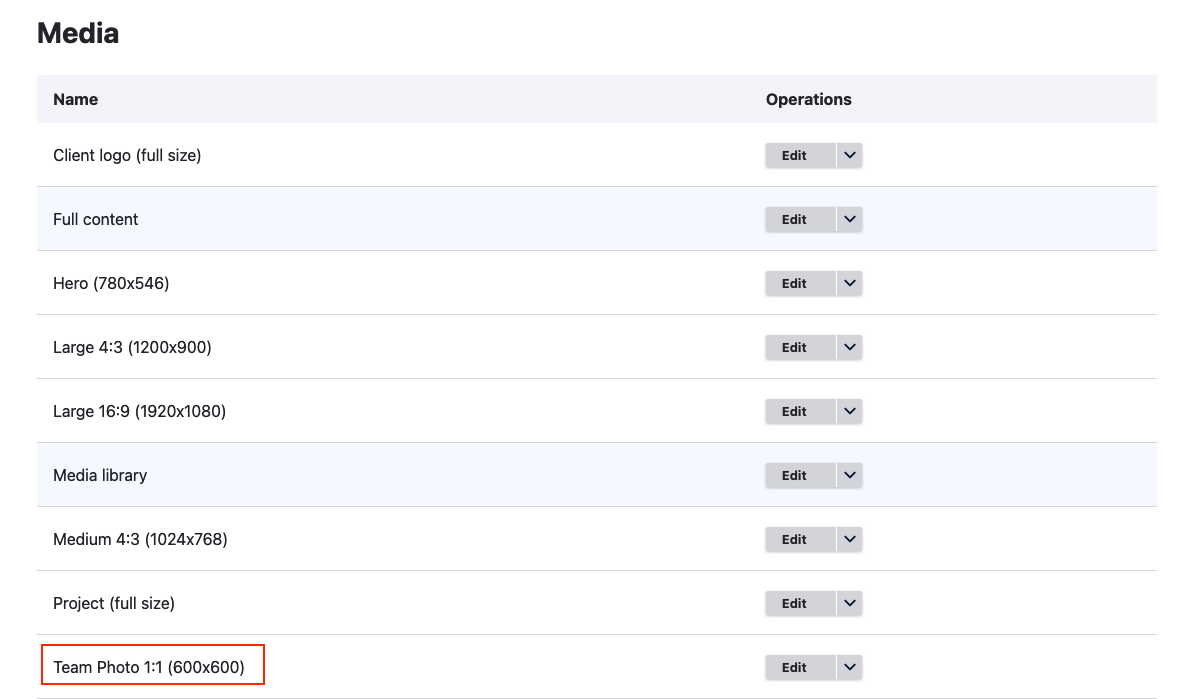 Media
Name Operations
Client logo (full size) Edit
Full content Edit
Hero (780x546) Edit
Large 4:3 (1200x900) Edit
Large 16:9 (1920x1080) Edit
Media library Edit
Medium 4:3 (1024x768) Edit
Project (full size) Edit
Team Photo 1:1 (600x600) Edit